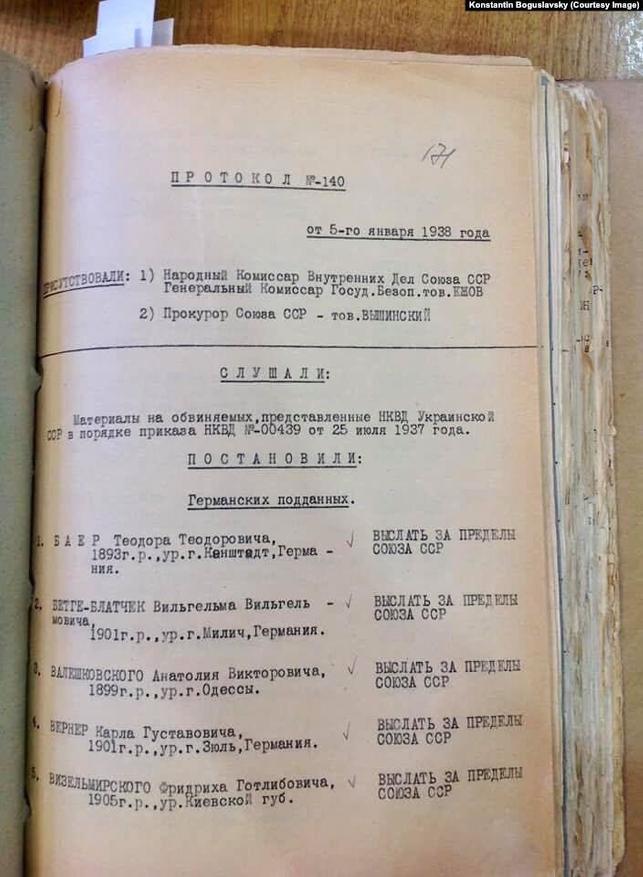 Konstantin Boguslavsky (Courtesy Image)
171
ПРОТОКОЛ №-140
от 5-го января 1938 года
ПРИСУТСТВОВАЛИ: 1) Народный Комиссар Внутренних Дел Союза ССР
Генеральный Комиссар Госуд.Безоп.тов.ЕЖОВ
2) Прокурор Союза ССР - тов.ВЫШИНСКИЙ
СЛУШАЛИ:
Материалы на обвиняемых,представленные НКВД Украинской
ССР в порядке приказа НКВД №-00439 от 25 июля 1937 года.
ПОСТАНОВИЛИ:
Германских подданных.
1. БАЕР Теодора Теодоровича, ВЫСЛАТЬ ЗА ПРЕДЕЛЫ
1893г.р.,ур.г.Канштадт,Герма - СОЮЗА ССР
ния.
2. БЕТГЕ-БЛАТЧЕК Вильгельма Вильгель - ВЫСЛАТЬ ЗА ПРЕДЕЛЫ
мовича, СОЮЗА ССР
1901г.р.,ур.г.Милич,Германия.
3. ВАЛЕШКОВСКОГО Анатолия Викторовича, ВЫСЛАТЬ ЗА ПРЕДЕЛЫ
1899г.р.,ур.г.Одессы. СОЮЗА ССР
4. ВЕРНЕР Карла Густавовича, ВЫСЛАТЬ ЗА ПРЕДЕЛЫ
1901г.р.,ур.г.Зюль,Германия. СОЮЗА ССР
5. ВИЗЕЛЬМИРСКОГО Фридриха Готлибовича, ВЫСЛАТЬ ЗА ПРЕДЕЛЫ
1905г.р.,ур.Киевской губ. СОЮЗА ССР